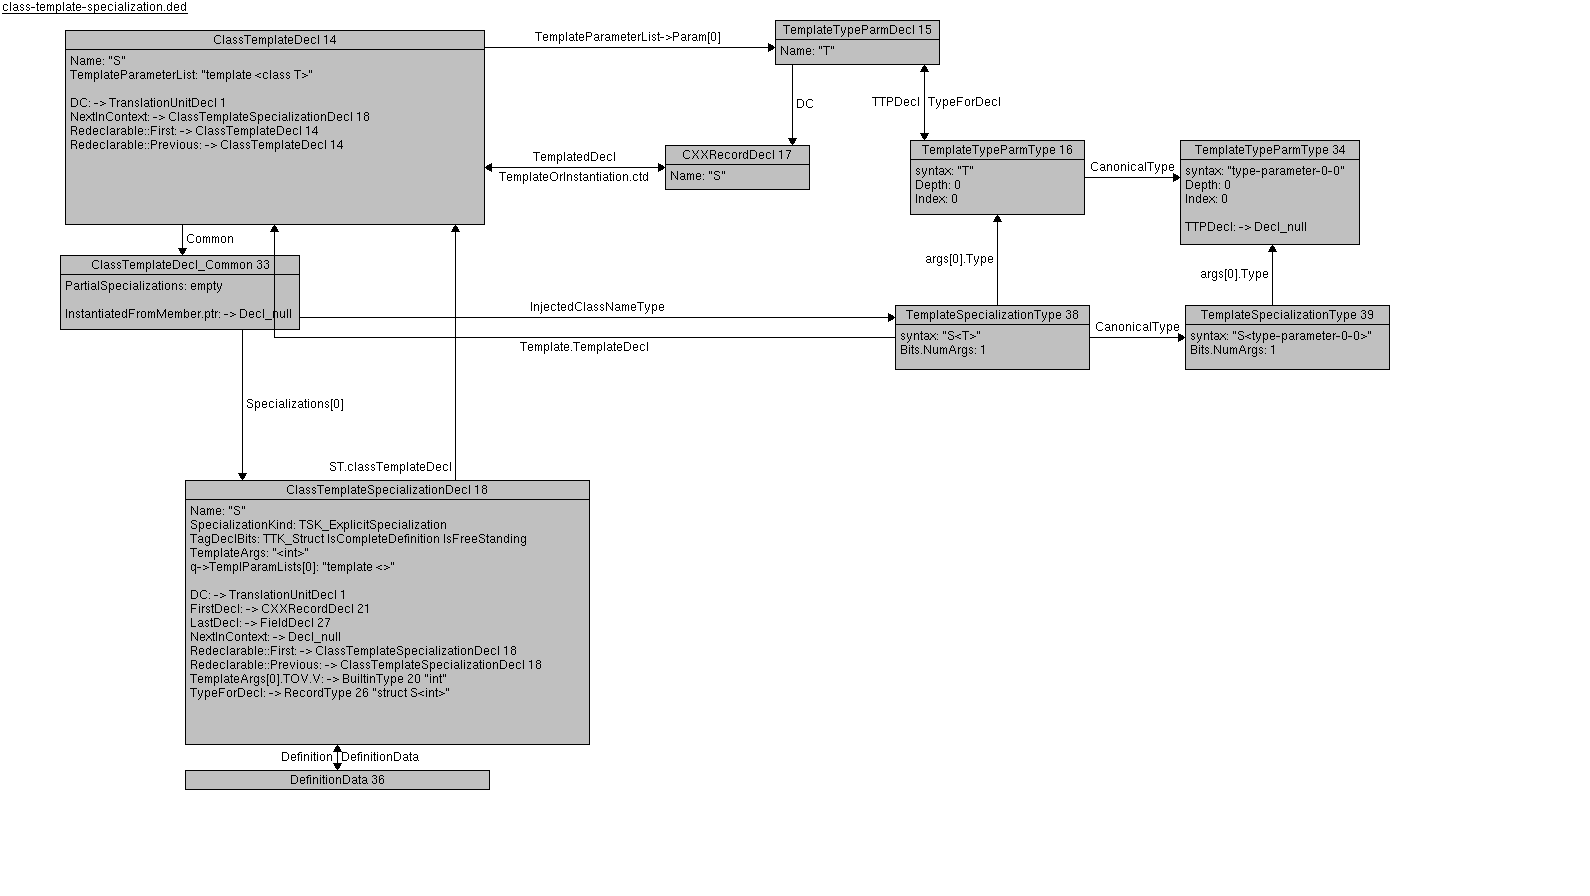 class-template-specialization.ded
ClassTemplateDecl 14
Name: "S"
TemplateParameterList: "template <class T>"
DC: -> TranslationUnitDecl 1
NextInContext: -> ClassTemplateSpecializationDecl 18
Redeclarable::First: -> ClassTemplateDecl 14
Redeclarable::Previous: -> ClassTemplateDecl 14
TemplateParameterList->Param[0]
TemplateTypeParmDecl 15
Name: "T"
DC
TTPDecl
TypeForDecl
TemplatedDecl
TemplateOrInstantiation.ctd
CXXRecordDecl 17
Name: "S"
TemplateTypeParmType 16
syntax: "T"
Depth: 0
Index: 0
CanonicalType
TemplateTypeParmType 34
syntax: "type-parameter-0-0"
Depth: 0
Index: 0
TTPDecl: -> Decl_null
Common
ClassTemplateDecl_Common 33
PartialSpecializations: empty
InstantiatedFromMember.ptr: -> Decl_null
args[0].Type
args[0].Type
InjectedClassNameType
Template.TemplateDecl
TemplateSpecializationType 38
syntax: "S<T>"
Bits.NumArgs: 1
CanonicalType
TemplateSpecializationType 39
syntax: "S<type-parameter-0-0>"
Bits.NumArgs: 1
Specializations[0]
ST.classTemplateDecl
ClassTemplateSpecializationDecl 18
Name: "S"
SpecializationKind: TSK_ExplicitSpecialization
TagDeclBits: TTK_Struct IsCompleteDefinition IsFreeStanding
TemplateArgs: "<int>"
q->TemplParamLists[0]: "template <>"
DC: -> TranslationUnitDecl 1
FirstDecl: -> CXXRecordDecl 21
LastDecl: -> FieldDecl 27
NextInContext: -> Decl_null
Redeclarable::First: -> ClassTemplateSpecializationDecl 18
Redeclarable::Previous: -> ClassTemplateSpecializationDecl 18
TemplateArgs[0].TOV.V: -> BuiltinType 20 "int"
TypeForDecl: -> RecordType 26 "struct S<int>"
Definition
DefinitionData
DefinitionData 36